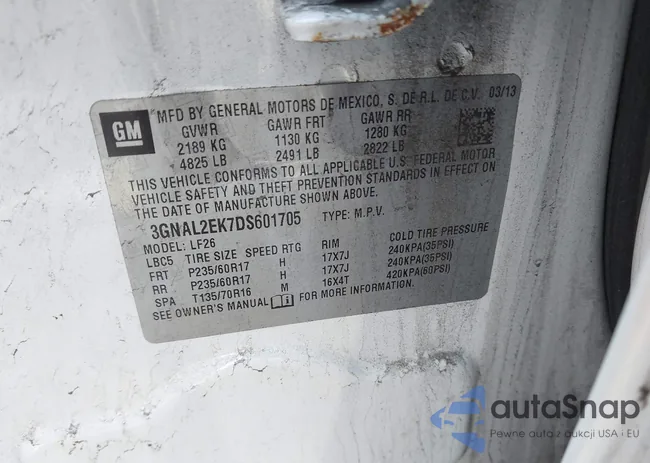 GM
MFD BY GENERAL MOTORS DE MEXICO, S. DE R.L. DE C.V. 03/13
GVWR GAWR FRT GAWR RR
2189 KG 1130 KG 1280 KG
4825 LB 2491 LB 2822 LB
THIS VEHICLE CONFORMS TO ALL APPLICABLE U.S. FEDERAL MOTOR
VEHICLE SAFETY AND THEFT PREVENTION STANDARDS IN EFFECT ON
THE DATE OF MANUFACTURE SHOWN ABOVE.
3GNAL2EK7DS601705 TYPE: M.P.V.
MODEL: LF26
LBC5 TIRE SIZE SPEED RTG RIM COLD TIRE PRESSURE
FRT P235/60R17 H 17X7J 240KPA(35PSI)
RR P235/60R17 H 17X7J 240KPA(35PSI)
SPA T135/70R16 M 16X4T 420KPA(60PSI)
SEE OWNER'S MANUAL FOR MORE INFORMATION.
autaSnap
Pewne auta z aukcji USA • EU